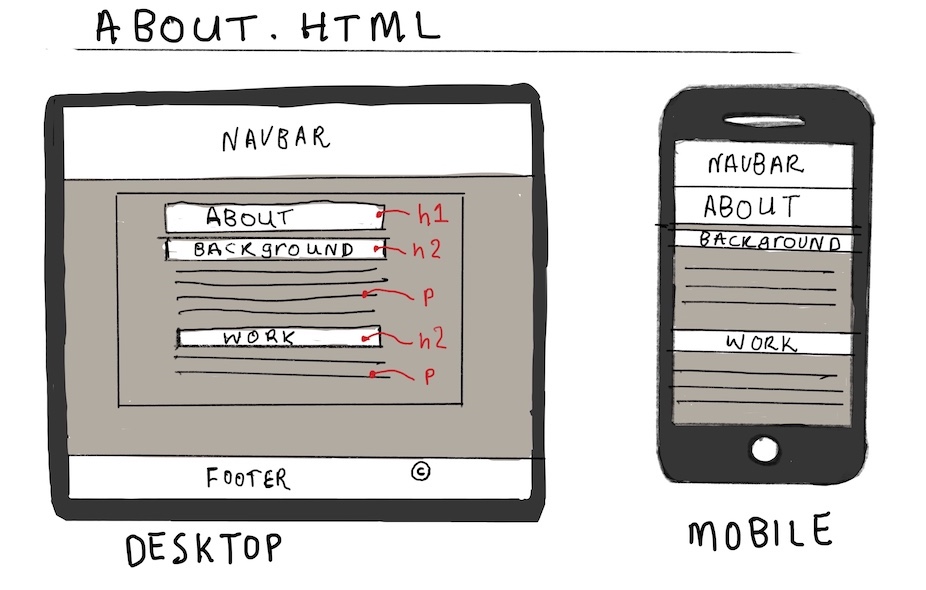 ABOUT.HTML
NAVBAR
ABOUT h1
BACKGROUND h2
p
WORK h2
p
FOOTER ©
DESKTOP
NAVBAR
ABOUT
BACKGROUND
WORK
MOBILE